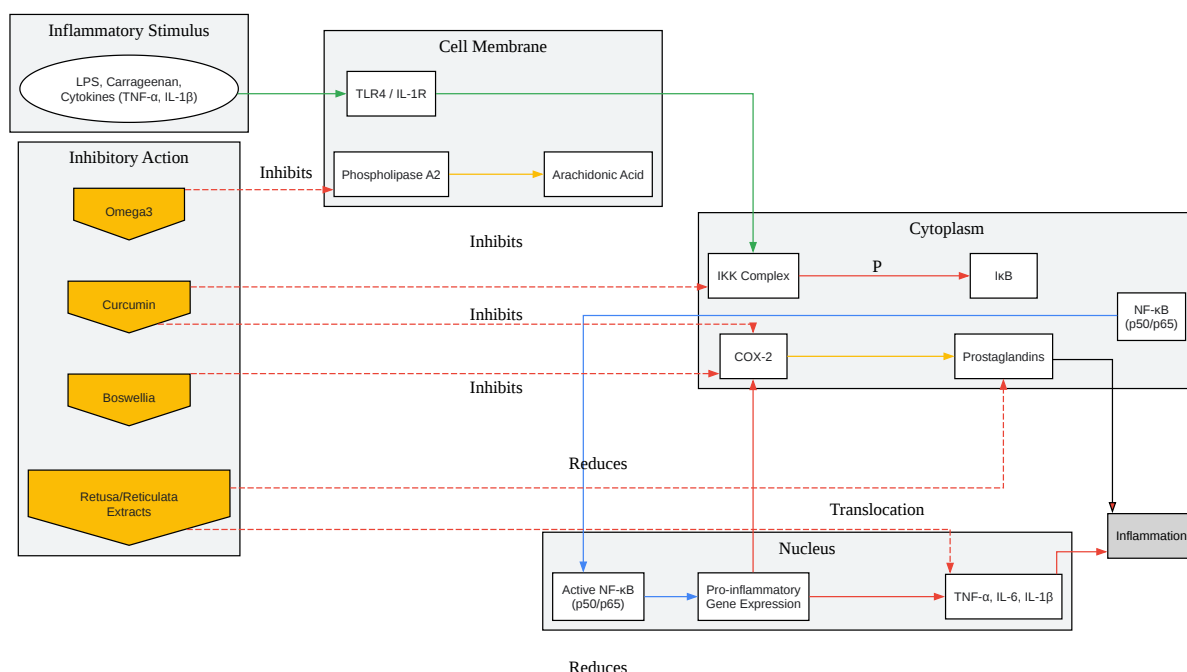 Inflammatory Stimulus
LPS, Carrageenan,
Cytokines (TNF-α, IL-1β)
Cell Membrane
TLR4 / IL-1R
Phospholipase A2
Arachidonic Acid
Inhibitory Action
Inhibits
Omega3
Curcumin
Boswellia
Retusa/Reticulata
Extracts
Inhibits
Inhibits
Inhibits
Reduces
Cytoplasm
IKK Complex
P
IκB
NF-κB
(p50/p65)
COX-2
Prostaglandins
Translocation
Inflammation
Nucleus
Active NF-κB
(p50/p65)
Pro-inflammatory
Gene Expression
TNF-α, IL-6, IL-1β
Reduces